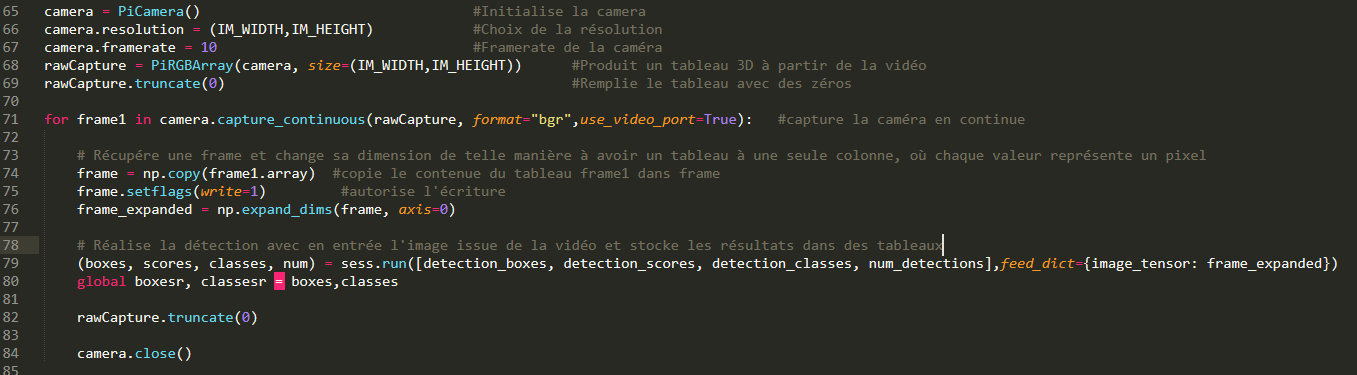 65 camera = PiCamera() #Initialise la camera
66 camera.resolution = (IM_WIDTH,IM_HEIGHT) #Choix de la résolution
67 camera.framerate = 10 #Framerate de la caméra
68 rawCapture = PiRGBArray(camera, size=(IM_WIDTH,IM_HEIGHT)) #Produit un tableau 3D à partir de la vidéo
69 rawCapture.truncate(0) #Remplie le tableau avec des zéros
70
71 for frame1 in camera.capture_continuous(rawCapture, format="bgr",use_video_port=True): #capture la caméra en continue
72
73 # Récupére une frame et change sa dimension de telle manière à avoir un tableau à une seule colonne, où chaque valeur représente un pixel
74 frame = np.copy(frame1.array) #copie le contenue du tableau frame1 dans frame
75 frame.setflags(write=1) #autorise l'écriture
76 frame_expanded = np.expand_dims(frame, axis=0)
77
78 # Réalise la détection avec en entrée l'image issue de la vidéo et stocke les résultats dans des tableaux
79 (boxes, scores, classes, num) = sess.run([detection_boxes, detection_scores, detection_classes, num_detections],feed_dict={image_tensor: frame_expanded})
80 global boxesr, classesr = boxes,classes
81
82 rawCapture.truncate(0)
83
84 camera.close()
85